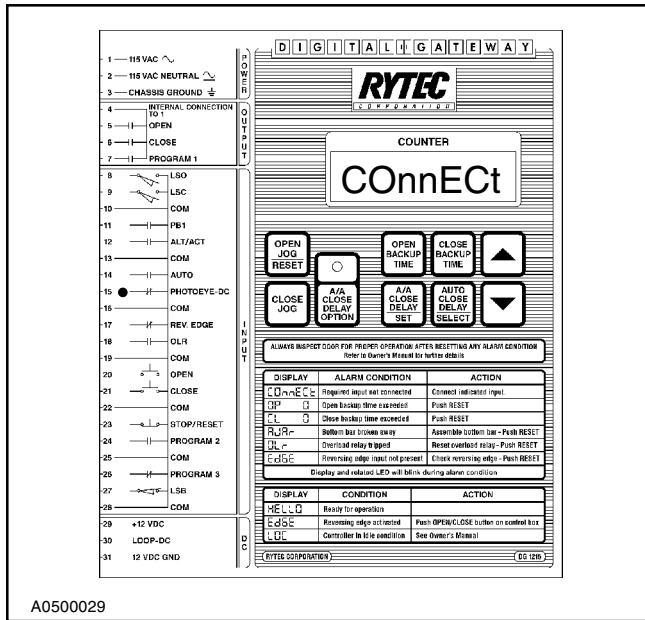 DIGITAL GATEWAY
RYTEC
CORPORATION
COUNTER
COnnECt
1 115 VAC
2 115 VAC NEUTRAL
3 CHASSIS GROUND
POWER
4 INTERNAL CONNECTION
TO 1
5 OPEN
6 CLOSE
7 PROGRAM 1
OUTPUT
8 LSO
9 LSC
10 COM
11 PB1
12 ALT/ACT
13 COM
14 AUTO
15 PHOTOEYE-DC
16 COM
17 REV. EDGE
18 OLR
19 COM
20 OPEN
21 CLOSE
22 COM
23 STOP/RESET
24 PROGRAM 2
25 COM
26 PROGRAM 3
27 LSB
28 COM
INPUT
29 +12 VDC
30 LOOP-DC
31 12 VDC GND
DC
OPEN
JOG
RESET
OPEN
BACKUP
TIME
CLOSE
BACKUP
TIME
CLOSE
JOG
A/A
CLOSE
DELAY
OPTION
A/A
CLOSE
DELAY
SET
AUTO
CLOSE
DELAY
SELECT
ALWAYS INSPECT DOOR FOR PROPER OPERATION AFTER RESETTING ANY ALARM CONDITION
Refer to Owner's Manual for further details
DISPLAY ALARM CONDITION ACTION
COnnECt Required input not connected Connect indicated input.
OP 0 Open backup time exceeded Push RESET
CL 0 Close backup time exceeded Push RESET
AJAr Bottom bar broken away Assemble bottom bar - Push RESET
OLr Overload relay tripped Reset overload relay - Push RESET
EdGE Reversing edge input not present Check reversing edge - Push RESET
Display and related LED will blink during alarm condition
DISPLAY CONDITION ACTION
HELLO Ready for operation
EdGE Reversing edge activated Push OPEN/CLOSE button on control box
LOC Controller in idle condition See Owner's Manual
RYTEC CORPORATION DG 1215
A0500029